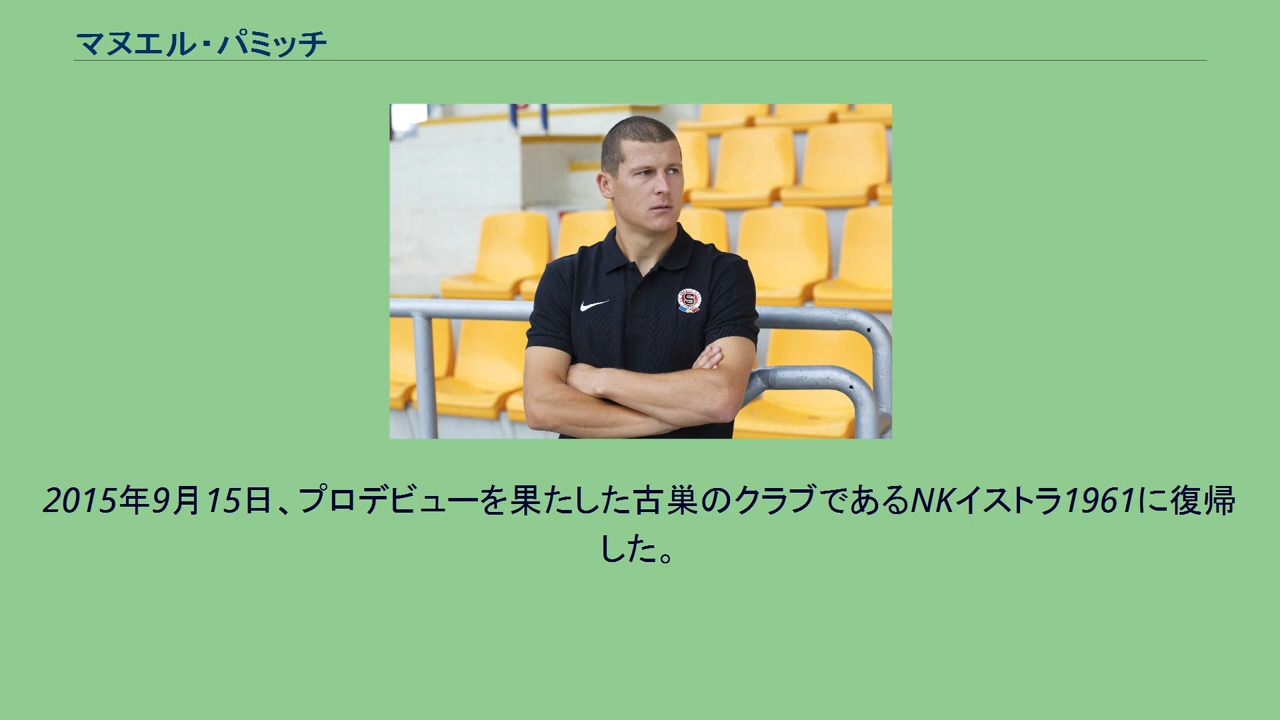 マヌエル・パミッチ
2015年9月15日、プロデビューを果たした古巣のクラブであるNKイストラ1961に復帰
した。